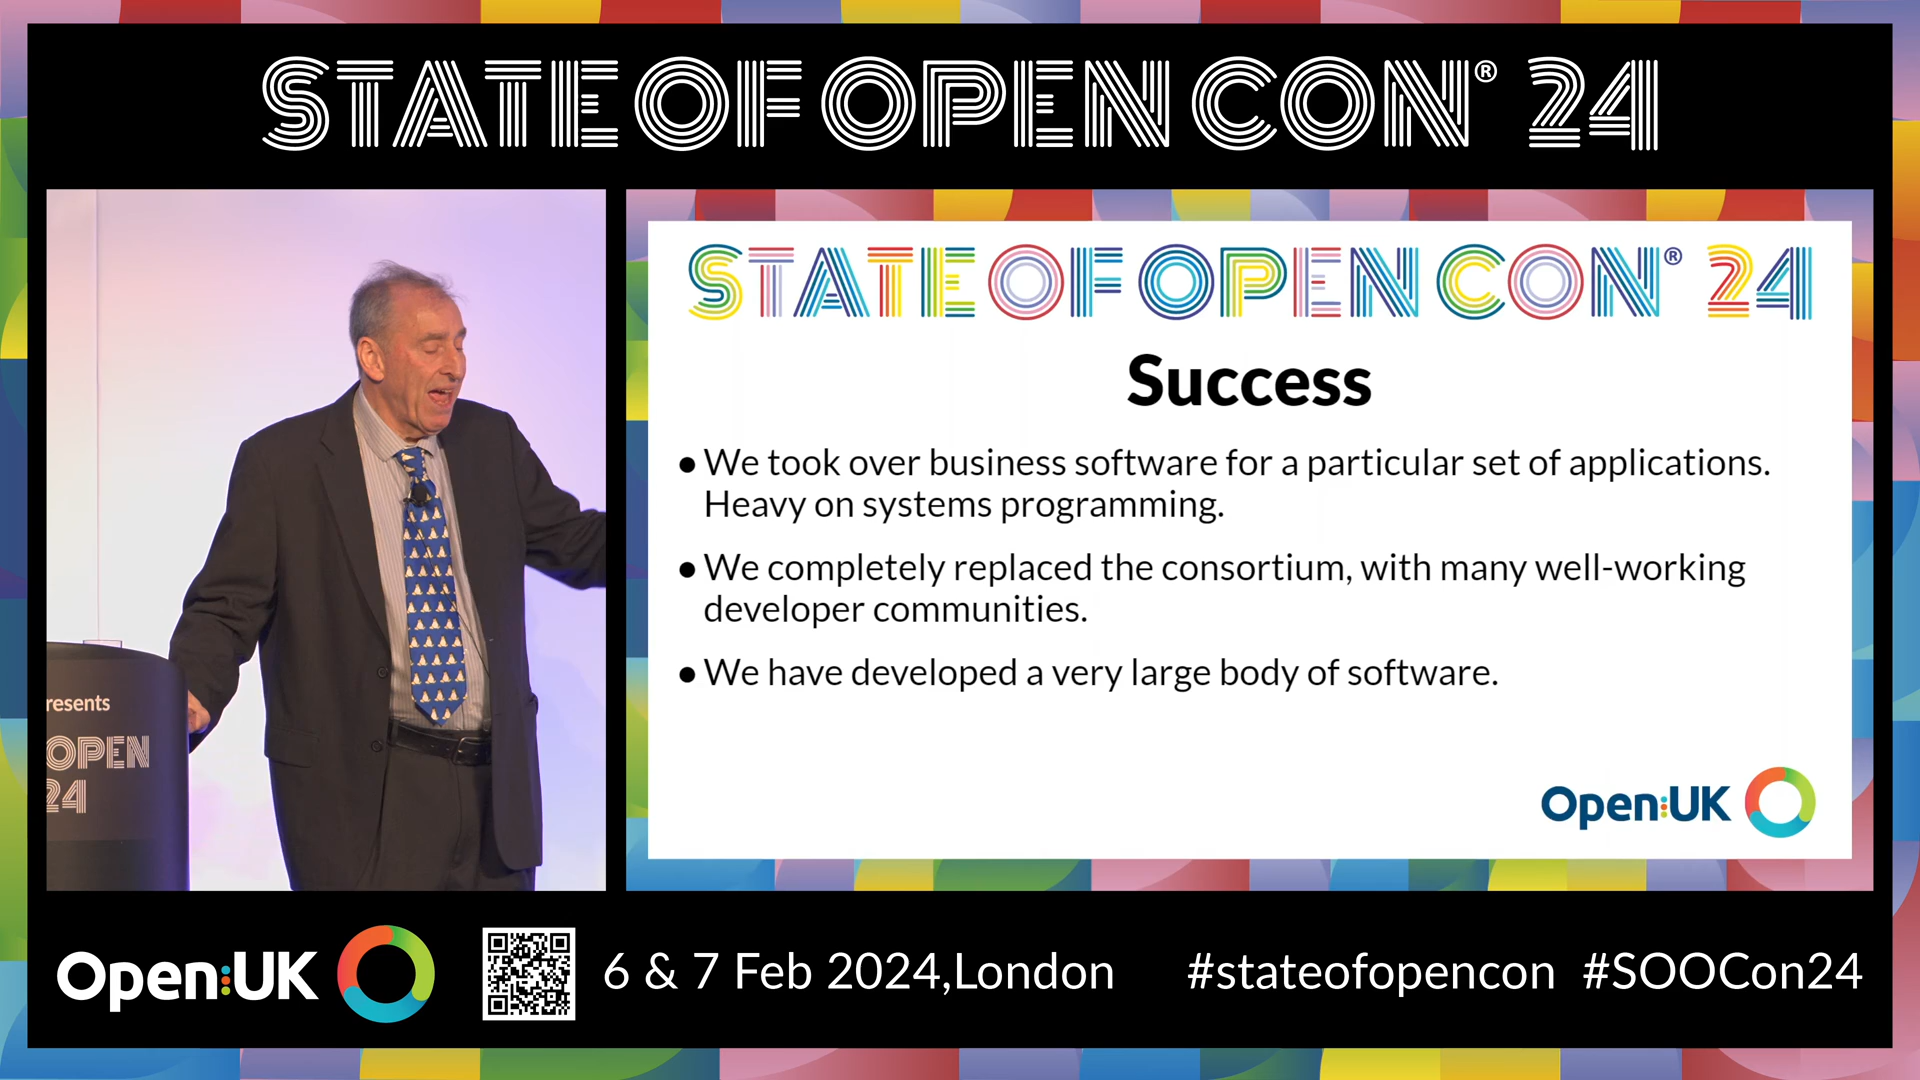 STATE OF OPEN CON® 24
STATE OF OPEN CON® 24
Success
● We took over business software for a particular set of applications.
Heavy on systems programming.
● We completely replaced the consortium, with many well-working
developer communities.
● We have developed a very large body of software.
Open:UK
resents
OPEN
24
Open:UK
6 & 7 Feb 2024,London
#stateofopencon #SOOCon24